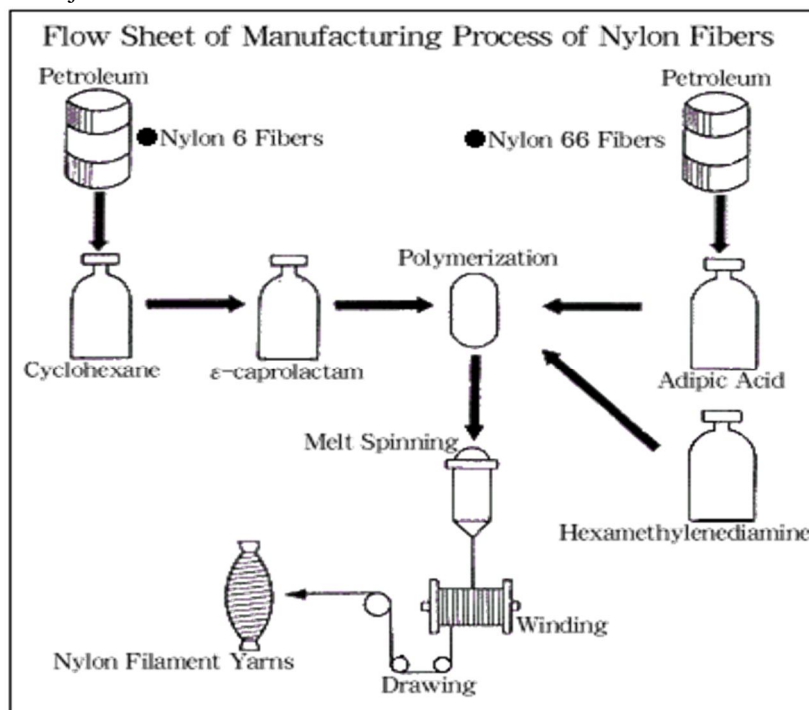 Flow Sheet of Manufacturing Process of Nylon Fibers
Petroleum
Petroleum
●Nylon 6 Fibers
●Nylon 66 Fibers
Polymerization
Cyclohexane
ε-caprolactam
Adipic Acid
Melt Spinning
Hexamethylenediamine
Winding
Nylon Filament Yarns
Drawing